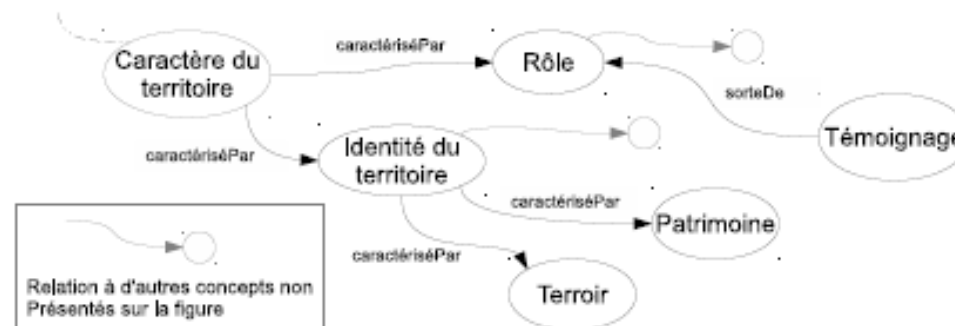 caractériséPar
Caractère du
territoire
Rôle
sorteDe
Témoignage
caractériséPar
Identité du
territoire
caractériséPar
Patrimoine
caractériséPar
Terroir
Relation à d'autres concepts non
Présentés sur la figure